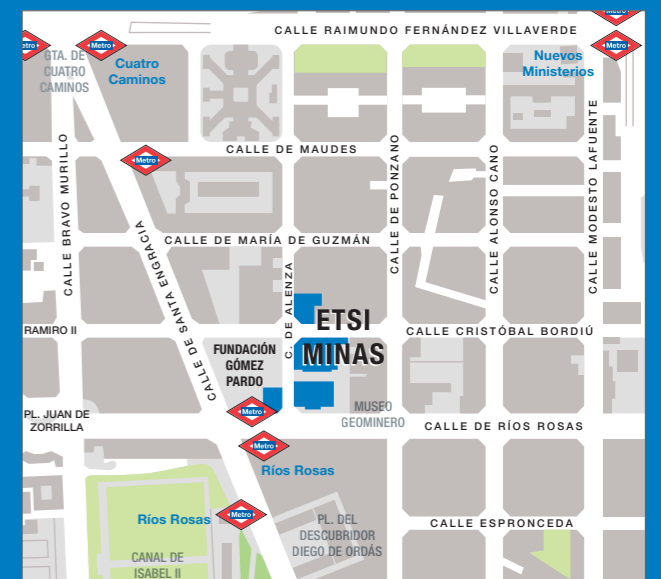 CALLE RAIMUNDO FERNÁNDEZ VILLAVERDE
Metro
Metro
Metro
GTA. DE
CUATRO
CAMINOS
Cuatro
Caminos
Nuevos
Ministerios
CALLE BRAVO MURILLO
Metro
CALLE DE MAUDES
CALLE DE PONZANO
CALLE ALONSO CANO
CALLE MODESTO LAFUENTE
CALLE DE SANTA ENGRACIA
CALLE DE MARÍA DE GUZMÁN
C. DE ALENZA
ETSI
MINAS
RAMIRO II
CALLE CRISTÓBAL BORDIÚ
FUNDACIÓN
GÓMEZ
PARDO
PL. JUAN DE
ZORRILLA
Metro
MUSEO
GEOMINERO
CALLE DE RÍOS ROSAS
Metro
Ríos Rosas
Ríos Rosas
Metro
PL. DEL
DESCUBRIDOR
DIEGO DE ORDÁS
CALLE ESPRONCEDA
CANAL DE
ISABEL II